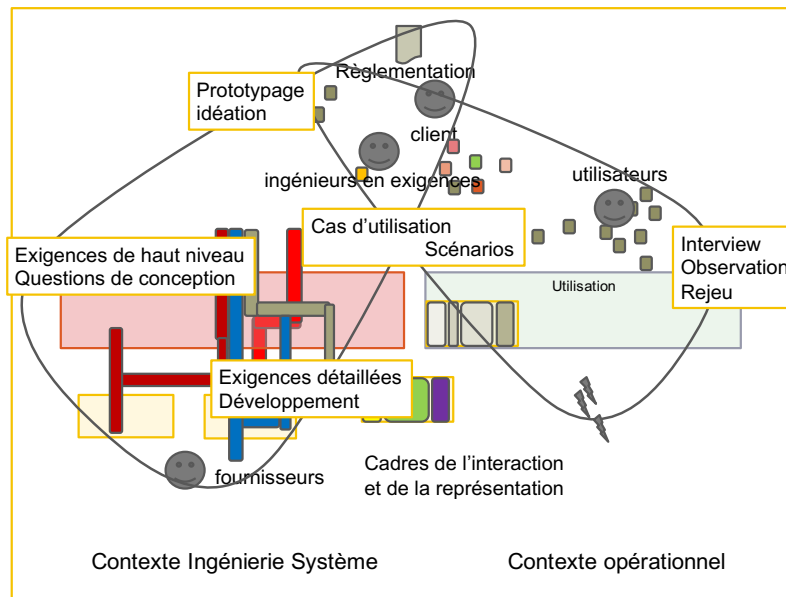 Règlementation
Prototypage
idéation
client
ingénieurs en exigences
utilisateurs
Cas d’utilisation
Scénarios
Exigences de haut niveau
Questions de conception
Interview
Observation
Rejeu
Utilisation
Exigences détaillées
Développement
fournisseurs
Cadres de l’interaction
et de la représentation
Contexte Ingénierie Système
Contexte opérationnel